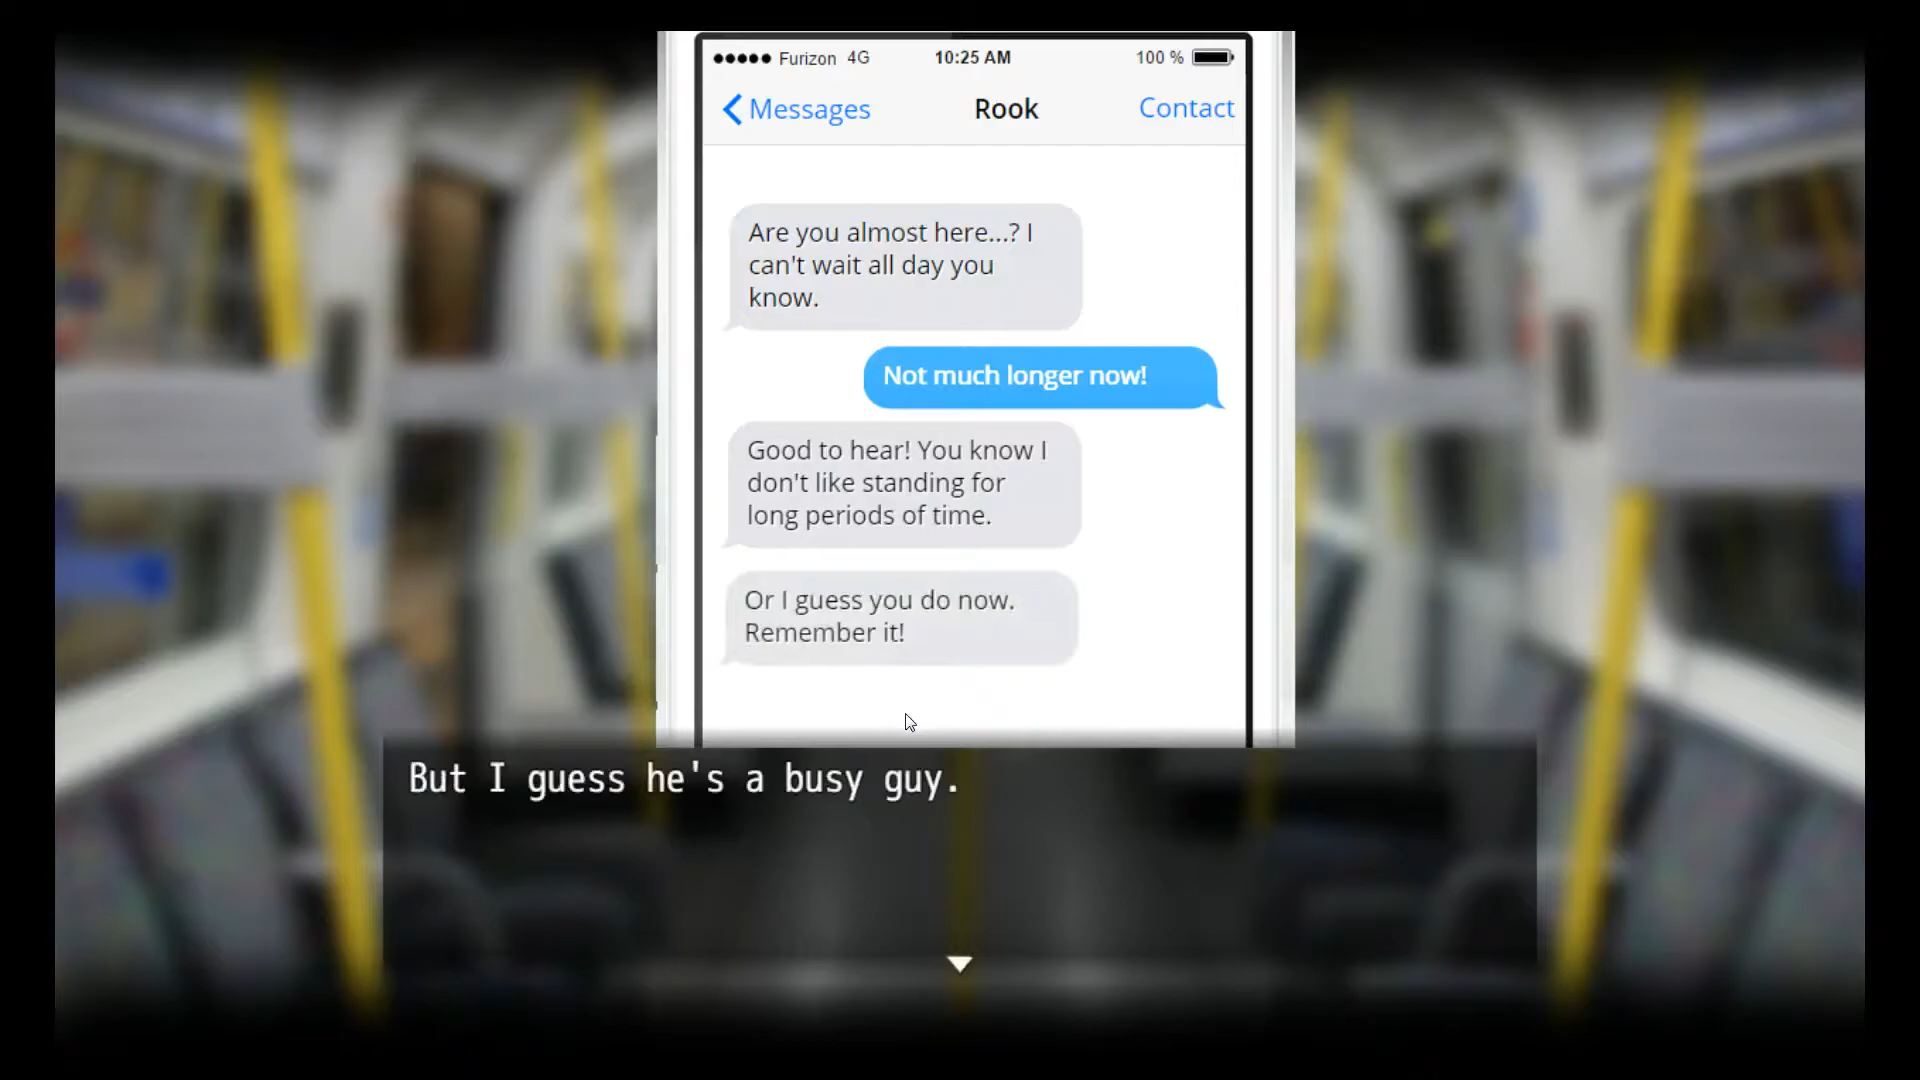 ●●●●● Furizon 4G 10:25 AM 100 %
Messages Rook Contact
Are you almost here...? I
can't wait all day you
know.
Not much longer now!
Good to hear! You know I
don't like standing for
long periods of time.
Or I guess you do now.
Remember it!
But I guess he's a busy guy.